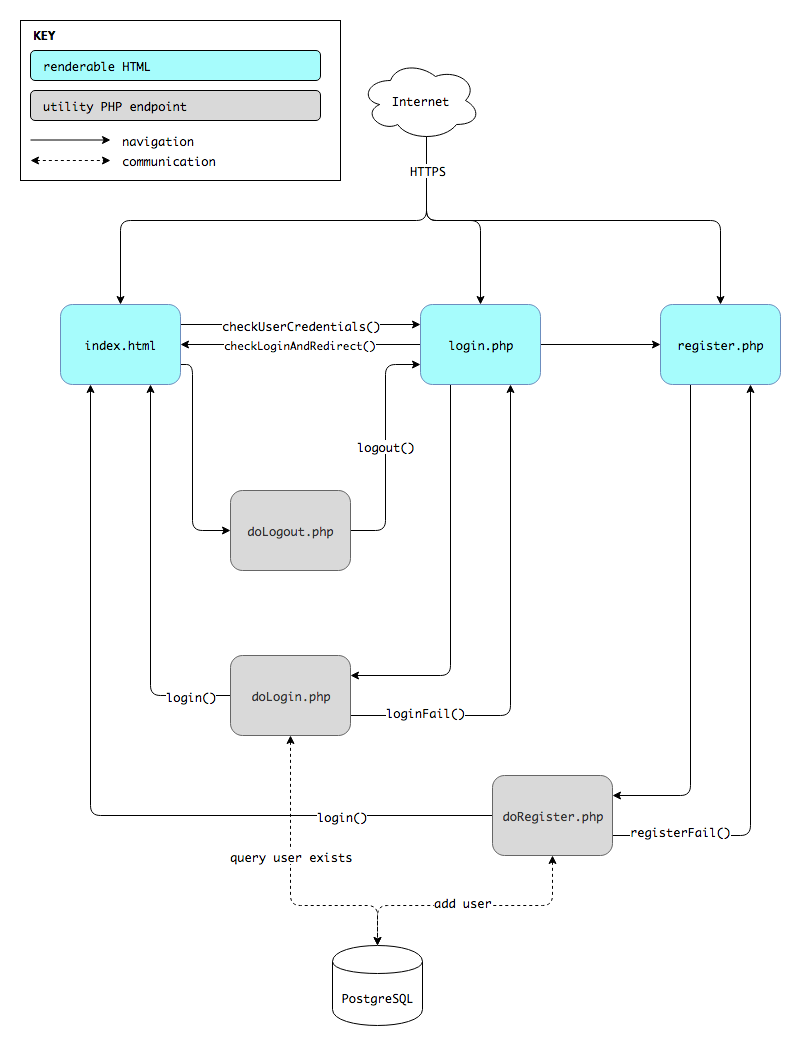 KEY
renderable HTML
utility PHP endpoint
navigation
communication
Internet
HTTPS
index.html
checkUserCredentials()
checkLoginAndRedirect()
login.php
register.php
logout()
doLogout.php
doLogin.php
login()
loginFail()
doRegister.php
login()
registerFail()
query user exists
add user
PostgreSQL